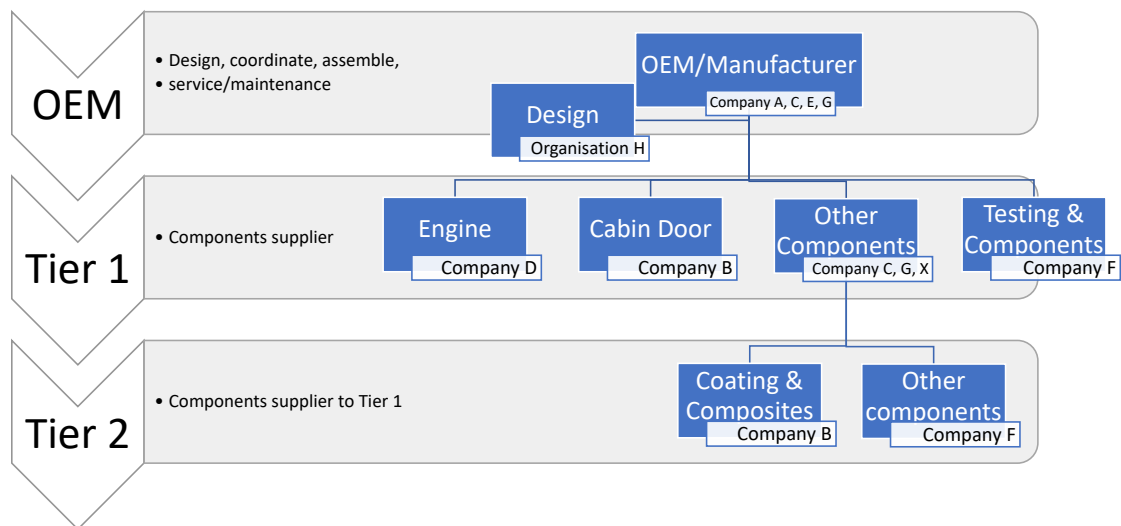 OEM
• Design, coordinate, assemble,
• service/maintenance
OEM/Manufacturer
Company A, C, E, G
Design
Organisation H
Tier 1
• Components supplier
Engine
Company D
Cabin Door
Company B
Other
Components
Company C, G, X
Testing &
Components
Company F
Tier 2
• Components supplier to Tier 1
Coating &
Composites
Company B
Other
components
Company F